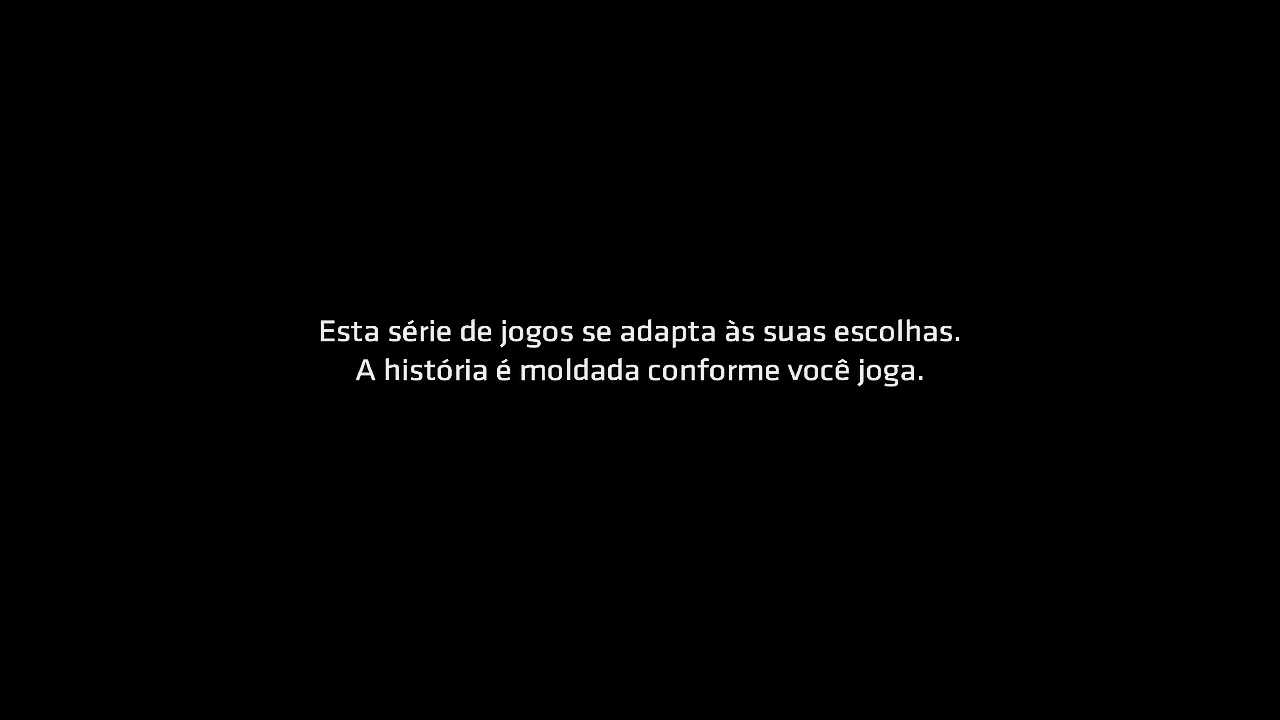 Esta série de jogos se adapta às suas escolhas.
A história é moldada conforme você joga.